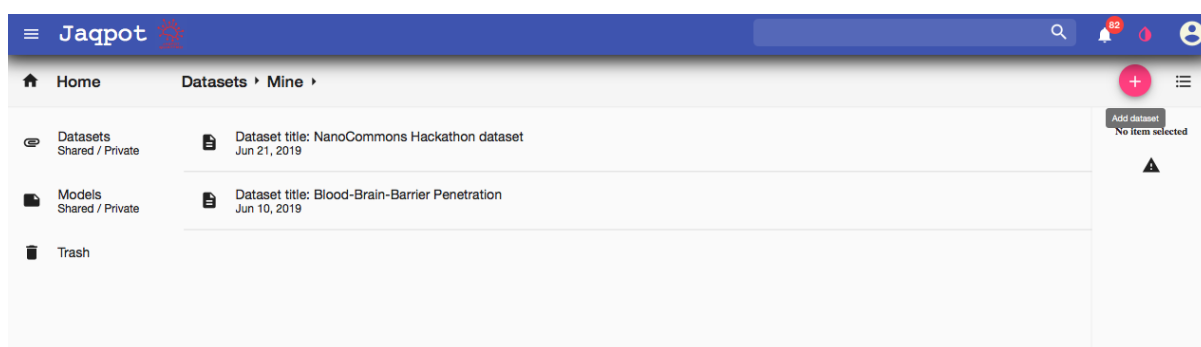 Jaqpot
82
Home
Datasets Mine
Add dataset
Datasets
Shared / Private
Dataset title: NanoCommons Hackathon dataset
Jun 21, 2019
No item selected
Models
Shared / Private
Dataset title: Blood-Brain-Barrier Penetration
Jun 10, 2019
Trash